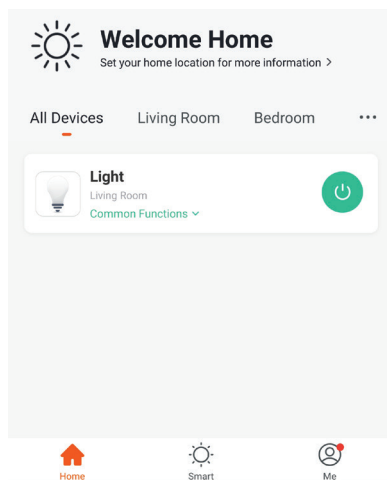 Welcome Home
Set your home location for more information >
All Devices Living Room Bedroom ...
Light
Living Room
Common Functions
Home Smart Me